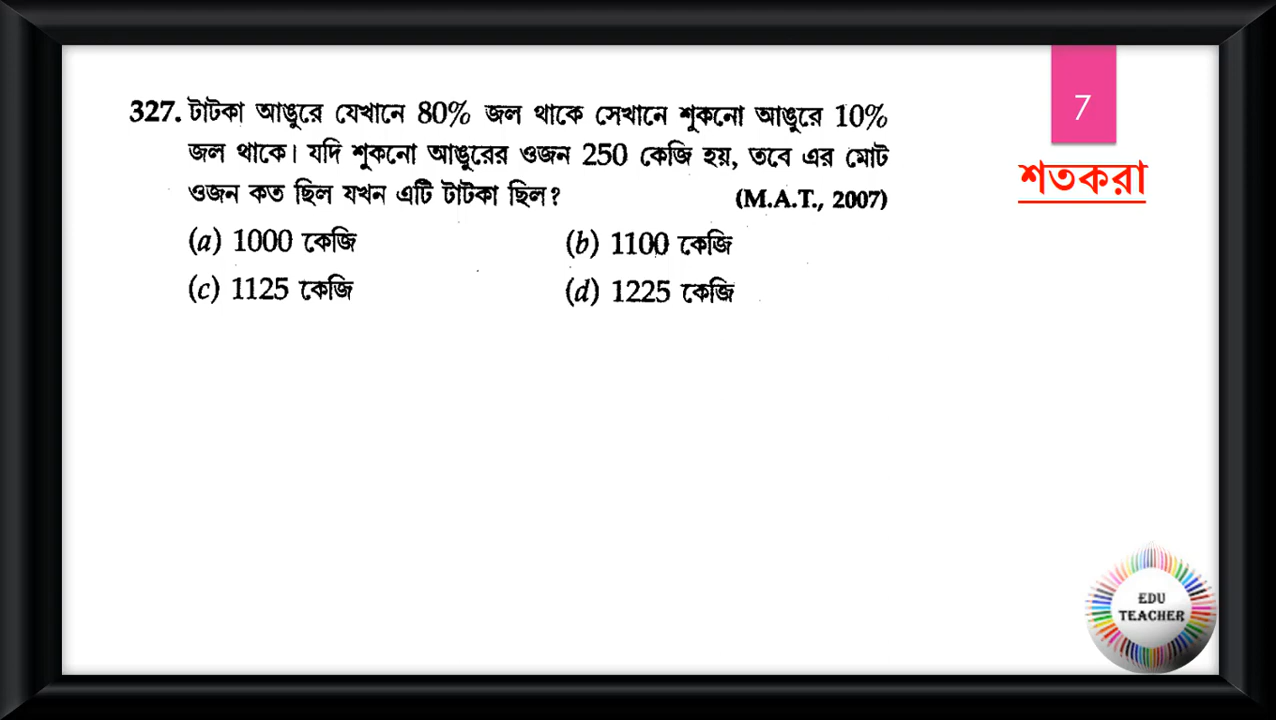 7
শতকরা
327. টাটকা আঙুরে যেখানে 80% জল থাকে সেখানে শুকনো আঙুরে 10%
জল থাকে। যদি শুকনো আঙুরের ওজন 250 কেজি হয়, তবে এর মোট
ওজন কত ছিল যখন এটি টাটকা ছিল?
(M.A.T., 2007)
(a) 1000 কেজি
(b) 1100 কেজি
(c) 1125 কেজি
(d) 1225 কেজি
EDU
TEACHER